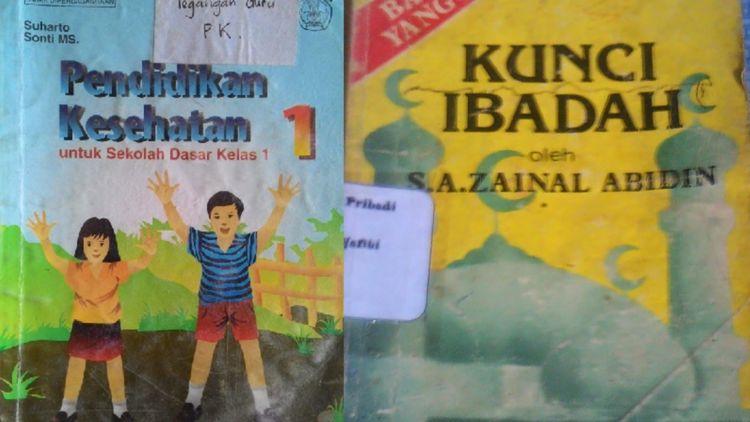 Suharto
Sonti MS.
Pegangan Guru
PK.
Pendidikan
Kesehatan 1
untuk Sekolah Dasar Kelas 1
YANG
KUNCI
IBADAH
oleh
S.A.ZAINAL ABIDIN
Pribadi